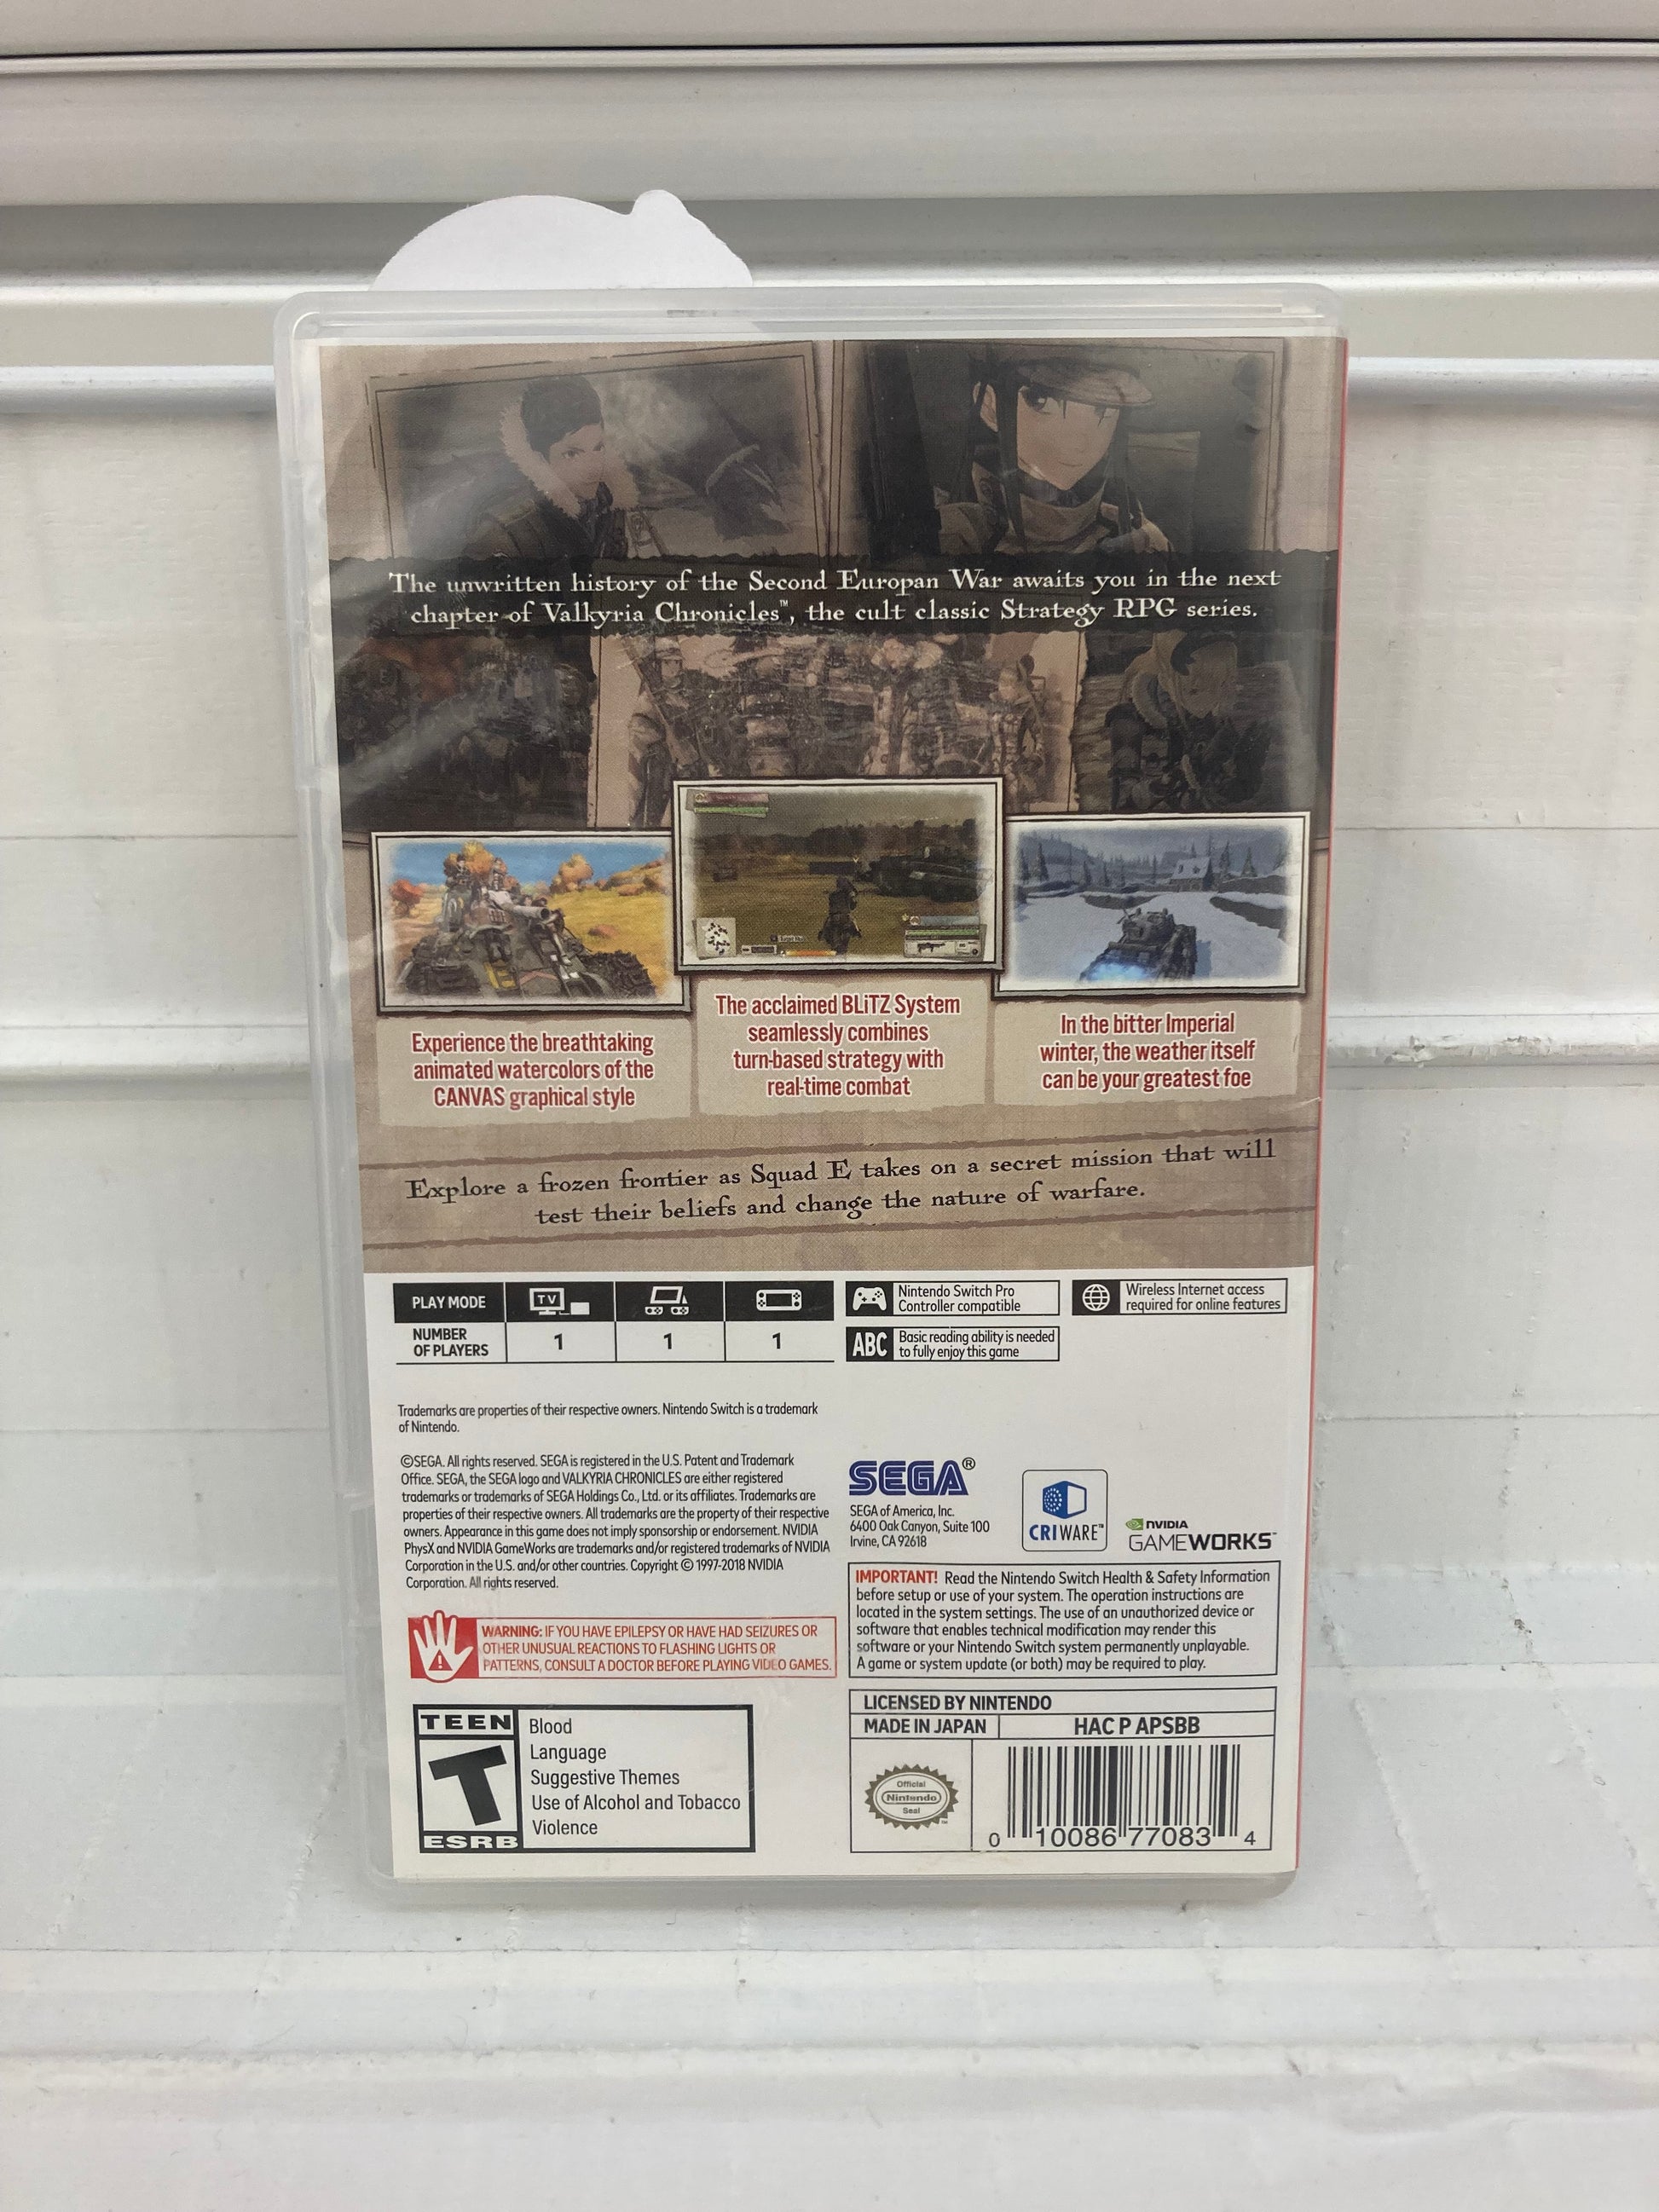 The unwritten history of the Second Europan War awaits you in the next
chapter of Valkyria Chronicles™, the cult classic Strategy RPG series.
Experience the breathtaking
animated watercolors of the
CANVAS graphical style
The acclaimed BLiTZ System
seamlessly combines
turn-based strategy with
real-time combat
In the bitter Imperial
winter, the weather itself
can be your greatest foe
Explore a frozen frontier as Squad E takes on a secret mission that will
test their beliefs and change the nature of warfare.
PLAY MODE
TV
NUMBER
OF PLAYERS
1
1
1
Nintendo Switch Pro
Controller compatible
Wireless Internet access
required for online features
ABC
Basic reading ability is needed
to fully enjoy this game
Trademarks are properties of their respective owners. Nintendo Switch is a trademark
of Nintendo.
©SEGA. All rights reserved. SEGA is registered in the U.S. Patent and Trademark
Office. SEGA, the SEGA logo and VALKYRIA CHRONICLES are either registered
trademarks or trademarks of SEGA Holdings Co., Ltd. or its affiliates. Trademarks are
properties of their respective owners. All trademarks are the property of their respective
owners. Appearance in this game does not imply sponsorship or endorsement. NVIDIA
PhysX and NVIDIA GameWorks are trademarks and/or registered trademarks of NVIDIA
Corporation in the U.S. and/or other countries. Copyright © 1997-2018 NVIDIA
Corporation. All rights reserved.
SEGA®
SEGA of America, Inc.
6400 Oak Canyon, Suite 100
Irvine, CA 92618
CRIWARE™
NVIDIA
GAMEWORKS™
WARNING: IF YOU HAVE EPILEPSY OR HAVE HAD SEIZURES OR
OTHER UNUSUAL REACTIONS TO FLASHING LIGHTS OR
PATTERNS, CONSULT A DOCTOR BEFORE PLAYING VIDEO GAMES.
IMPORTANT! Read the Nintendo Switch Health & Safety Information
before setup or use of your system. The operation instructions are
located in the system settings. The use of an unauthorized device or
software that enables technical modification may render this
software or your Nintendo Switch system permanently unplayable.
A game or system update (or both) may be required to play.
TEEN
T
ESRB
Blood
Language
Suggestive Themes
Use of Alcohol and Tobacco
Violence
LICENSED BY NINTENDO
MADE IN JAPAN
HAC P APSBB
Official
Nintendo
Seal
0 10086 77083 4